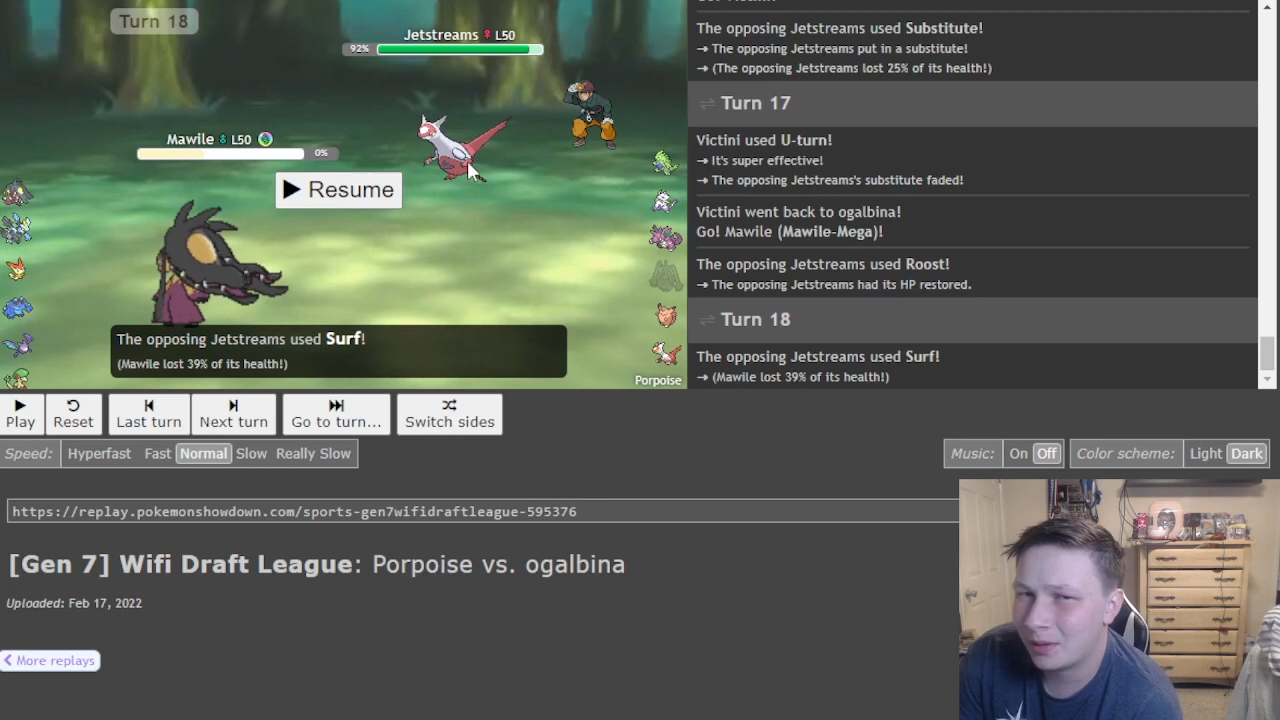 Turn 18
Jetstreams ♀ L50
92%
Mawile L50
0%
▶ Resume
The opposing Jetstreams used Surf!
(Mawile lost 39% of its health!)
Porpoise
The opposing Jetstreams used Substitute!
→ The opposing Jetstreams put in a substitute!
→ (The opposing Jetstreams lost 25% of its health!)
Turn 17
Victini used U-turn!
→ It's super effective!
→ The opposing Jetstreams's substitute faded!
Victini went back to ogalbina!
Go! Mawile (Mawile-Mega)!
The opposing Jetstreams used Roost!
→ The opposing Jetstreams had its HP restored.
Turn 18
The opposing Jetstreams used Surf!
→ (Mawile lost 39% of its health!)
Play
Reset
Last turn
Next turn
Go to turn...
Switch sides
Speed: Hyperfast Fast Normal Slow Really Slow
Music: On Off
Color scheme: Light Dark
https://replay.pokemonshowdown.com/sports-gen7wifidraftleague-595376
[Gen 7] Wifi Draft League: Porpoise vs. ogalbina
Uploaded: Feb 17, 2022
More replays